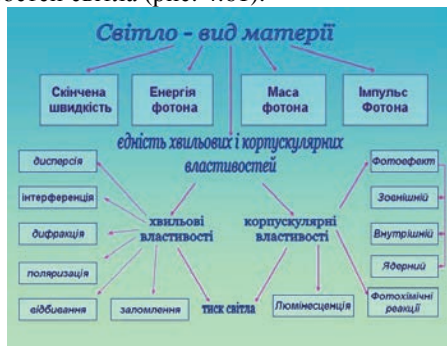 остей світла (рис. 4.61).
Світло - вид матерії
Скінчена
швидкість
Енергія
фотона
Маса
фотона
Імпульс
Фотона
єдність хвильових і корпускулярних
властивостей
дисперсія
інтерференція
дифракція
поляризація
відбивання
заломлення
хвильові
властивості
тиск світла
корпускулярні
властивості
Люмінесценція
Фотоефект
Зовнішній
Внутрішній
Ядерний
Фотохімічні
реакції